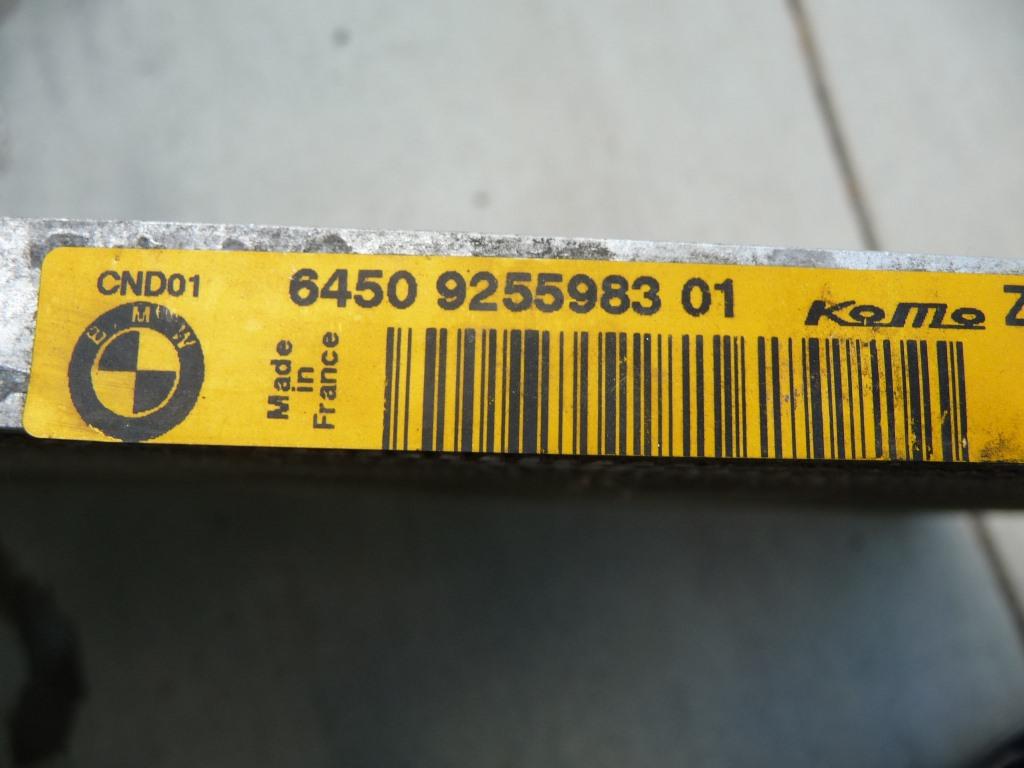 CND01 6450 9255983 01 KoMo Z
BMW
Made
in
France